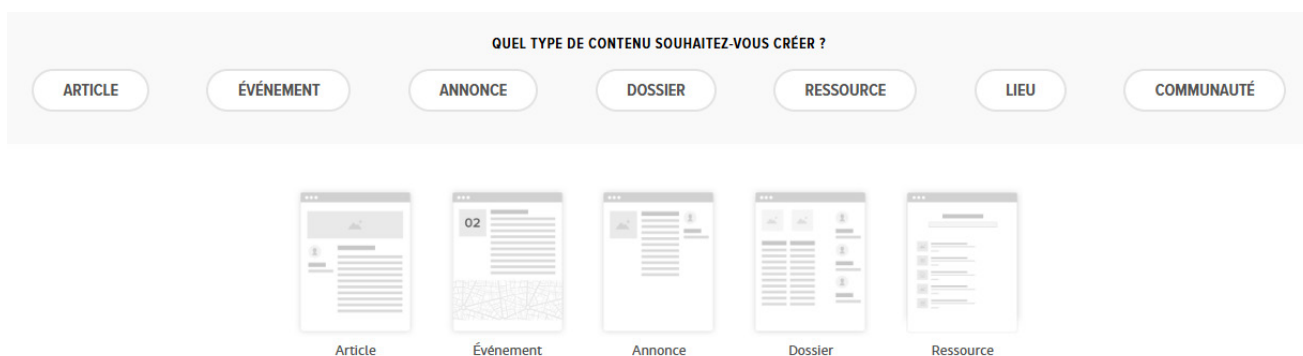 QUEL TYPE DE CONTENU SOUHAITEZ-VOUS CRÉER ?
ARTICLE ÉVÉNEMENT ANNONCE DOSSIER RESSOURCE LIEU COMMUNAUTÉ
02
Article Événement Annonce Dossier Ressource